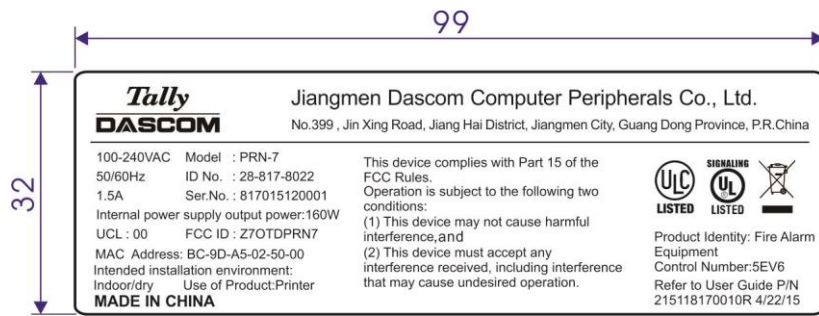 99
32
Tally
DASCOM
Jiangmen Dascom Computer Peripherals Co., Ltd.
No.399 , Jin Xing Road, Jiang Hai District, Jiangmen City, Guang Dong Province, P.R.China
100-240VAC Model : PRN-7
50/60Hz ID No. : 28-817-8022
1.5A Ser.No. : 817015120001
Internal power supply output power:160W
UCL : 00 FCC ID : Z7OTDPRN7
MAC Address: BC-9D-A5-02-50-00
Intended installation environment:
Indoor/dry Use of Product:Printer
MADE IN CHINA
This device complies with Part 15 of the
FCC Rules.
Operation is subject to the following two
conditions:
(1) This device may not cause harmful
interference,and
(2) This device must accept any
interference received, including interference
that may cause undesired operation.
ULC
LISTED
SIGNALING
UL
LISTED
Product Identity: Fire Alarm
Equipment
Control Number:5EV6
Refer to User Guide P/N
215118170010R 4/22/15